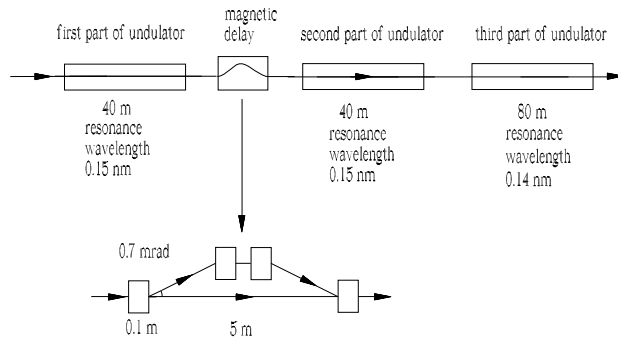 first part of undulator
magnetic
delay
second part of undulator
third part of undulator
40 m
resonance
wavelength
0.15 nm
40 m
resonance
wavelength
0.15 nm
80 m
resonance
wavelength
0.14 nm
0.7 mrad
0.1 m
5 m